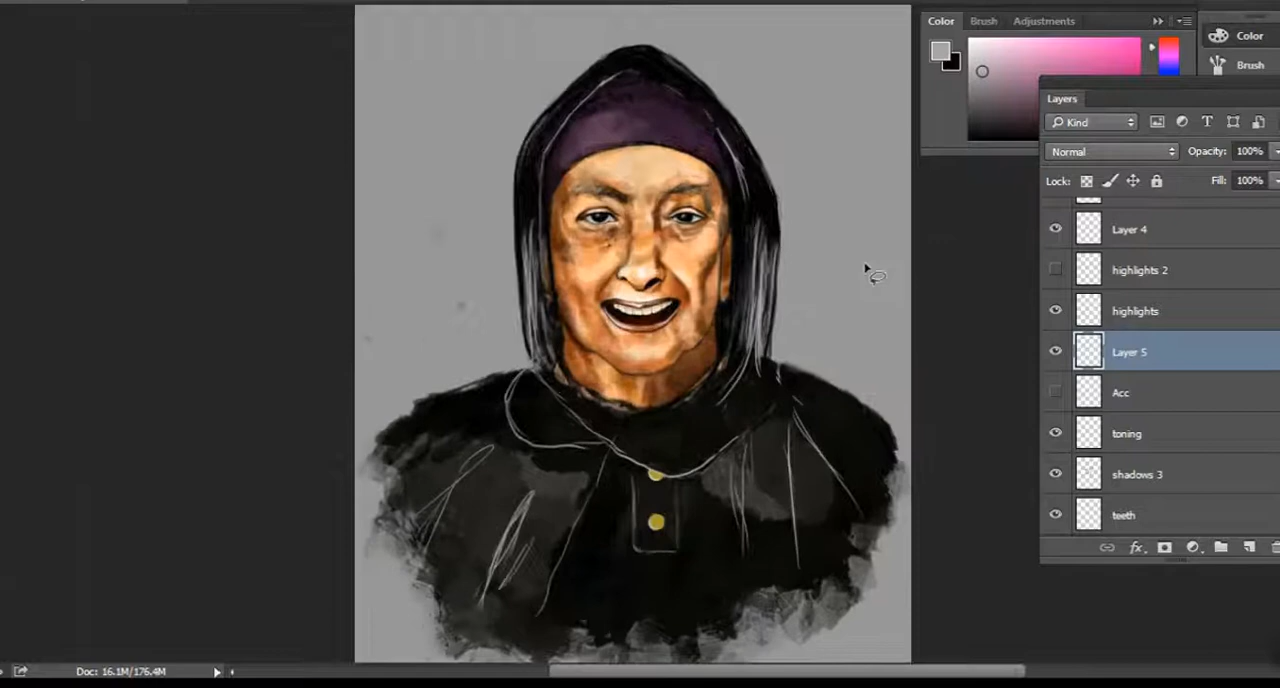 Color Brush Adjustments
Color
Brush
Layers
Kind
Normal Opacity: 100%
Lock: Fill: 100%
Layer 4
highlights 2
highlights
Layer 5
Acc
toning
shadows 3
teeth
fx
Doc: 16.1M/176.4M